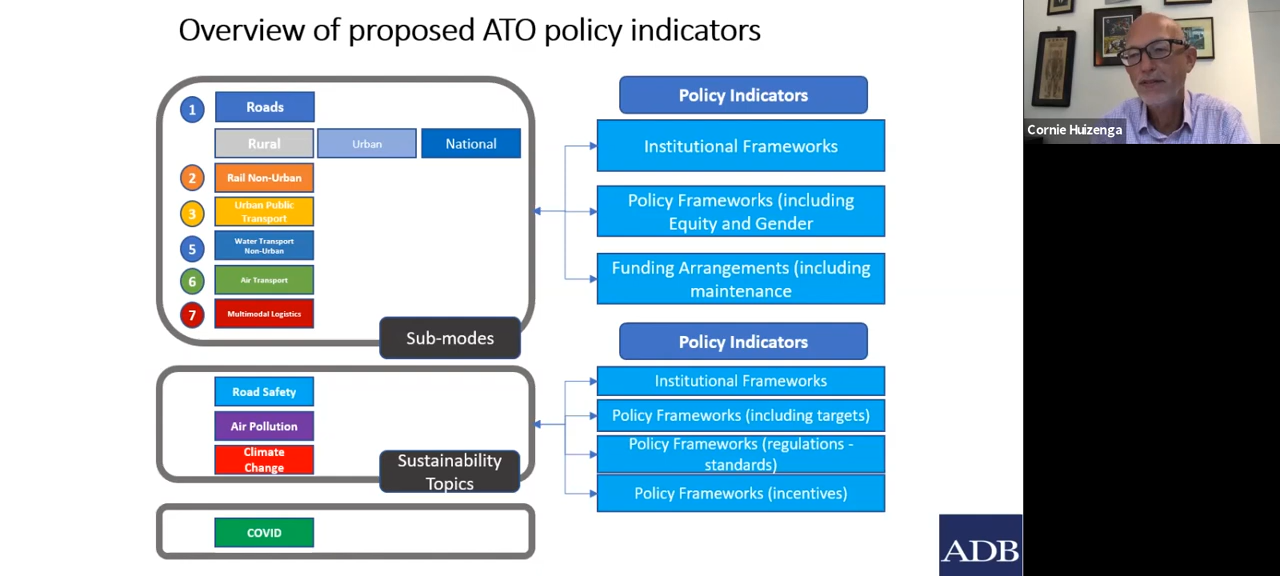 Overview of proposed ATO policy indicators
1
Roads
Rural
Urban
National
2
Rail Non-Urban
3
Urban Public
Transport
5
Water Transport
Non-Urban
6
Air Transport
7
Multimodal Logistics
Sub-modes
Policy Indicators
Institutional Frameworks
Policy Frameworks (including
Equity and Gender
Funding Arrangements (including
maintenance
Road Safety
Air Pollution
Climate
Change
Sustainability
Topics
Policy Indicators
Institutional Frameworks
Policy Frameworks (including targets)
Policy Frameworks (regulations -
standards)
Policy Frameworks (incentives)
COVID
ADB
Cornie Huizenga